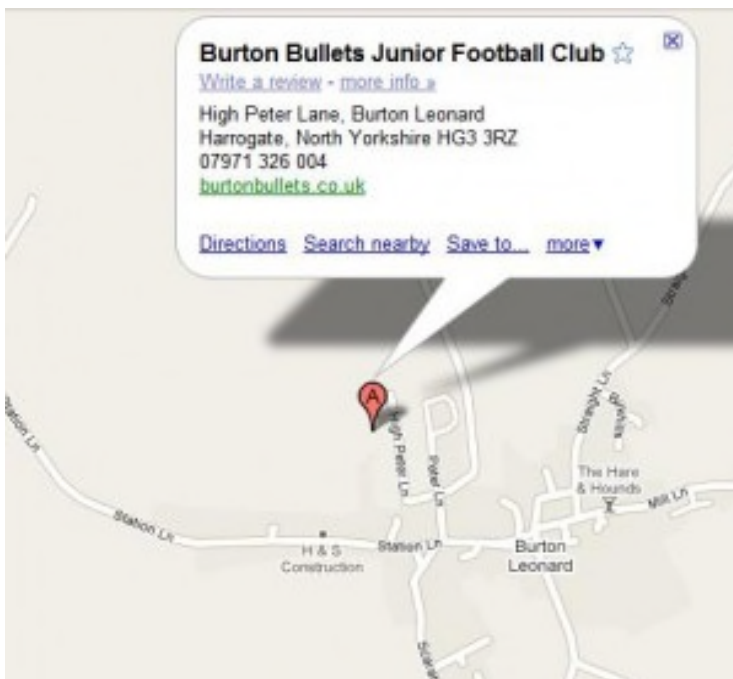 Burton Bullets Junior Football Club
Write a review - more info »
High Peter Lane, Burton Leonard
Harrogate, North Yorkshire HG3 3RZ
07971 326 004
burtonbullets.co.uk
Directions Search nearby Save to... more▼
A
Straight Ln
High Peter Ln
Peter Ln
Station Ln
The Hare
& Hounds
Mill Ln
Station Ln
H & S
Construction
Station Ln
Burton
Leonard